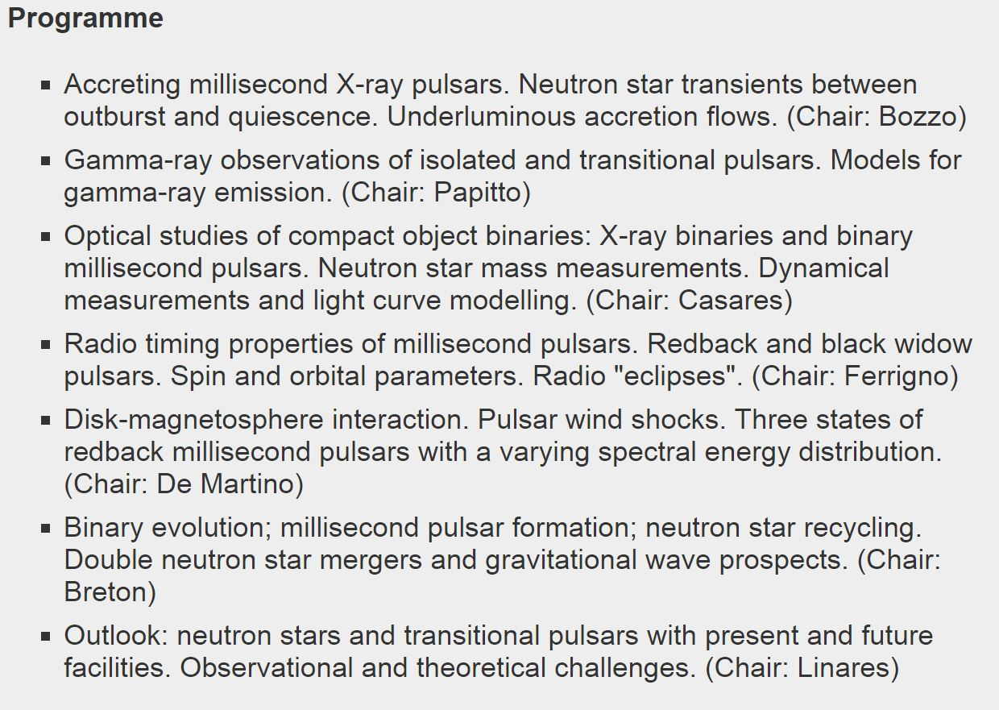 Programme
▪ Accreting millisecond X-ray pulsars. Neutron star transients between
outburst and quiescence. Underluminous accretion flows. (Chair: Bozzo)
▪ Gamma-ray observations of isolated and transitional pulsars. Models for
gamma-ray emission. (Chair: Papitto)
▪ Optical studies of compact object binaries: X-ray binaries and binary
millisecond pulsars. Neutron star mass measurements. Dynamical
measurements and light curve modelling. (Chair: Casares)
▪ Radio timing properties of millisecond pulsars. Redback and black widow
pulsars. Spin and orbital parameters. Radio "eclipses". (Chair: Ferrigno)
▪ Disk-magnetosphere interaction. Pulsar wind shocks. Three states of
redback millisecond pulsars with a varying spectral energy distribution.
(Chair: De Martino)
▪ Binary evolution; millisecond pulsar formation; neutron star recycling.
Double neutron star mergers and gravitational wave prospects. (Chair:
Breton)
▪ Outlook: neutron stars and transitional pulsars with present and future
facilities. Observational and theoretical challenges. (Chair: Linares)